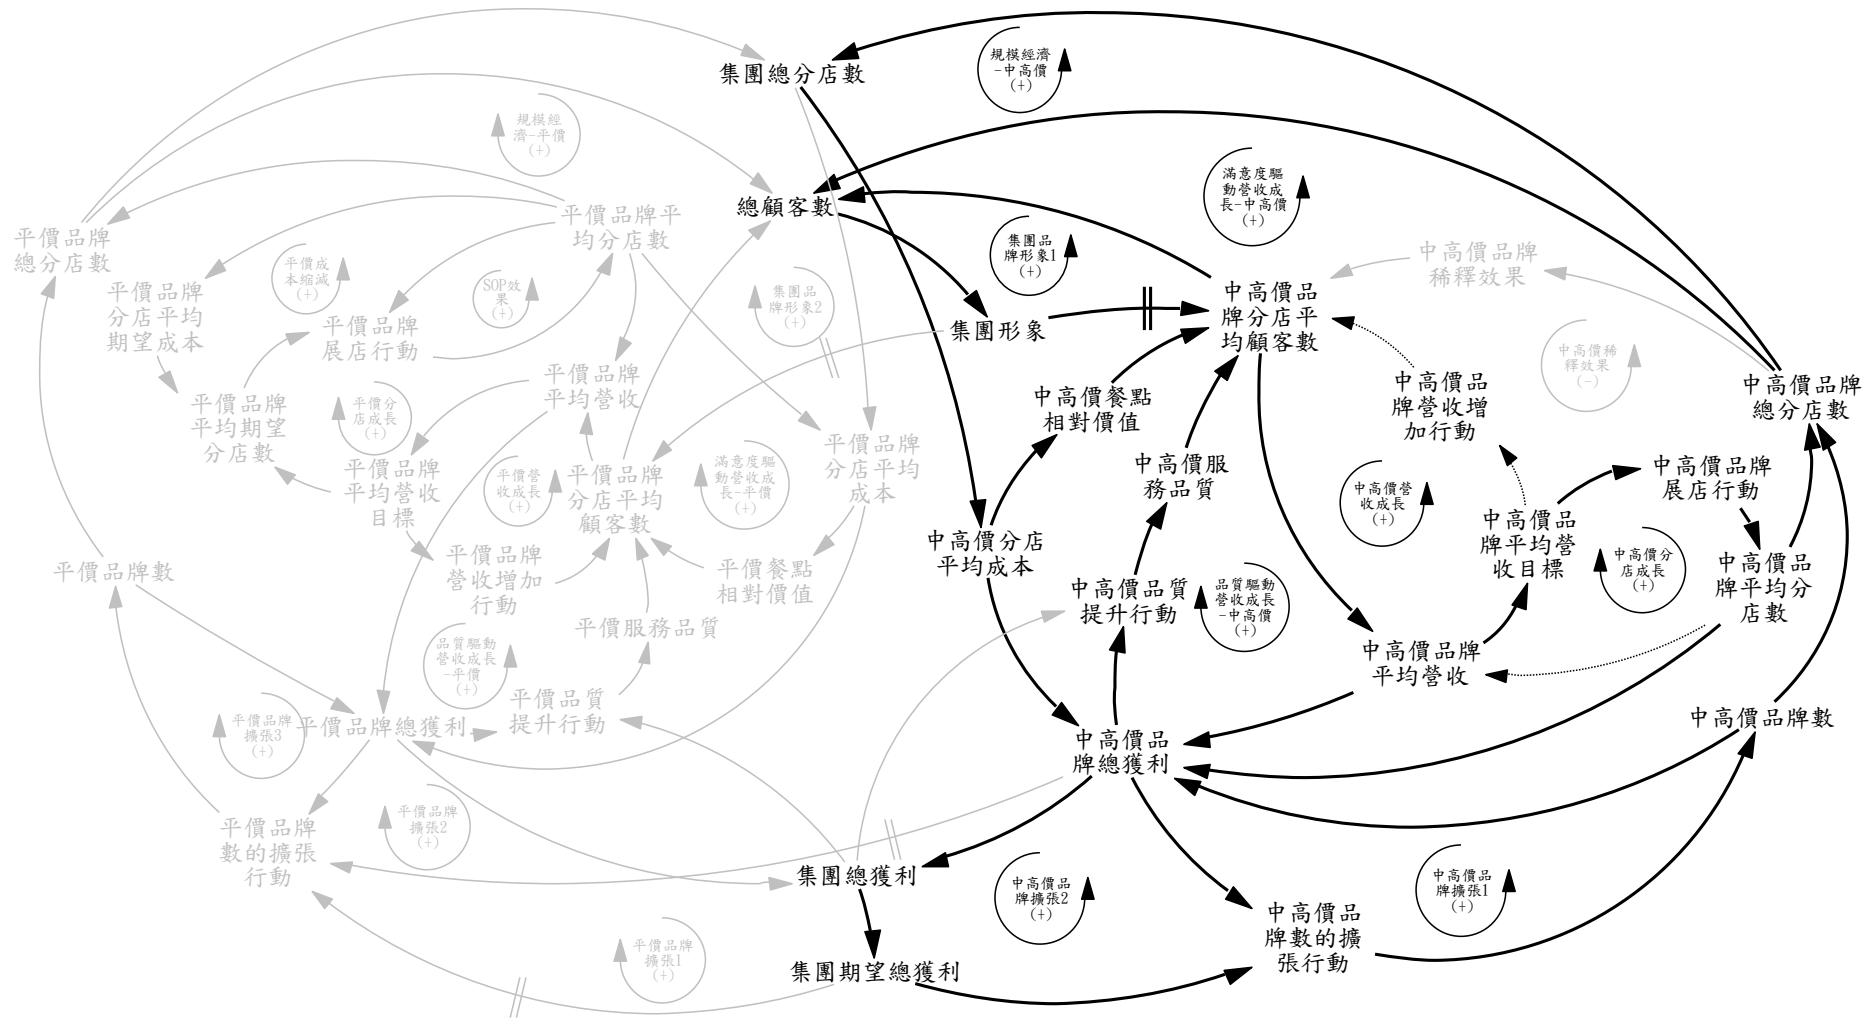 規模經濟
-中高價
(+)
集團總分店數
規模經
濟-平價
(+)
滿意度驅
動營收成
長-中高價
(+)
總顧客數
平價品牌平
均分店數
平價品牌
總分店數
集團品
牌形象1
(+)
中高價品牌
稀釋效果
平價成
本縮減
(+)
SOP效
果
(+)
集團品
牌形象2
(+)
平價品牌
分店平均
期望成本
平價品牌
展店行動
集團形象
中高價品
牌分店平
均顧客數
中高價稀
釋效果
(-)
平價品牌
平均營收
中高價餐點
相對價值
中高價品
牌營收增
加行動
中高價品牌
總分店數
平價品牌
平均期望
分店數
平價分
店成長
(+)
平價品牌
分店平均
成本
平價品牌
平均營收
目標
平價營
收成長
(+)
平價品牌
分店平均
顧客數
滿意度驅
動營收成
長-平價
(+)
中高價服
務品質
中高價營
收成長
(+)
中高價品牌
展店行動
中高價品
牌平均營
收目標
中高價分店
平均成本
平價品牌
營收增加
行動
平價餐點
相對價值
平價品牌數
中高價品質
提升行動
品質驅動
營收成長
-中高價
(+)
中高價分
店成長
(+)
中高價品
牌平均分
店數
平價服務品質
品質驅動
營收成長
-平價
(+)
中高價品牌
平均營收
平價品質
提升行動
平價品牌
擴張3
(+)
平價品牌總獲利
中高價品
牌總獲利
中高價品牌數
平價品牌
數的擴張
行動
平價品牌
擴張2
(+)
集團總獲利
中高價品
牌擴張2
(+)
中高價品
牌擴張1
(+)
中高價品
牌數的擴
張行動
平價品牌
擴張1
(+)
集團期望總獲利